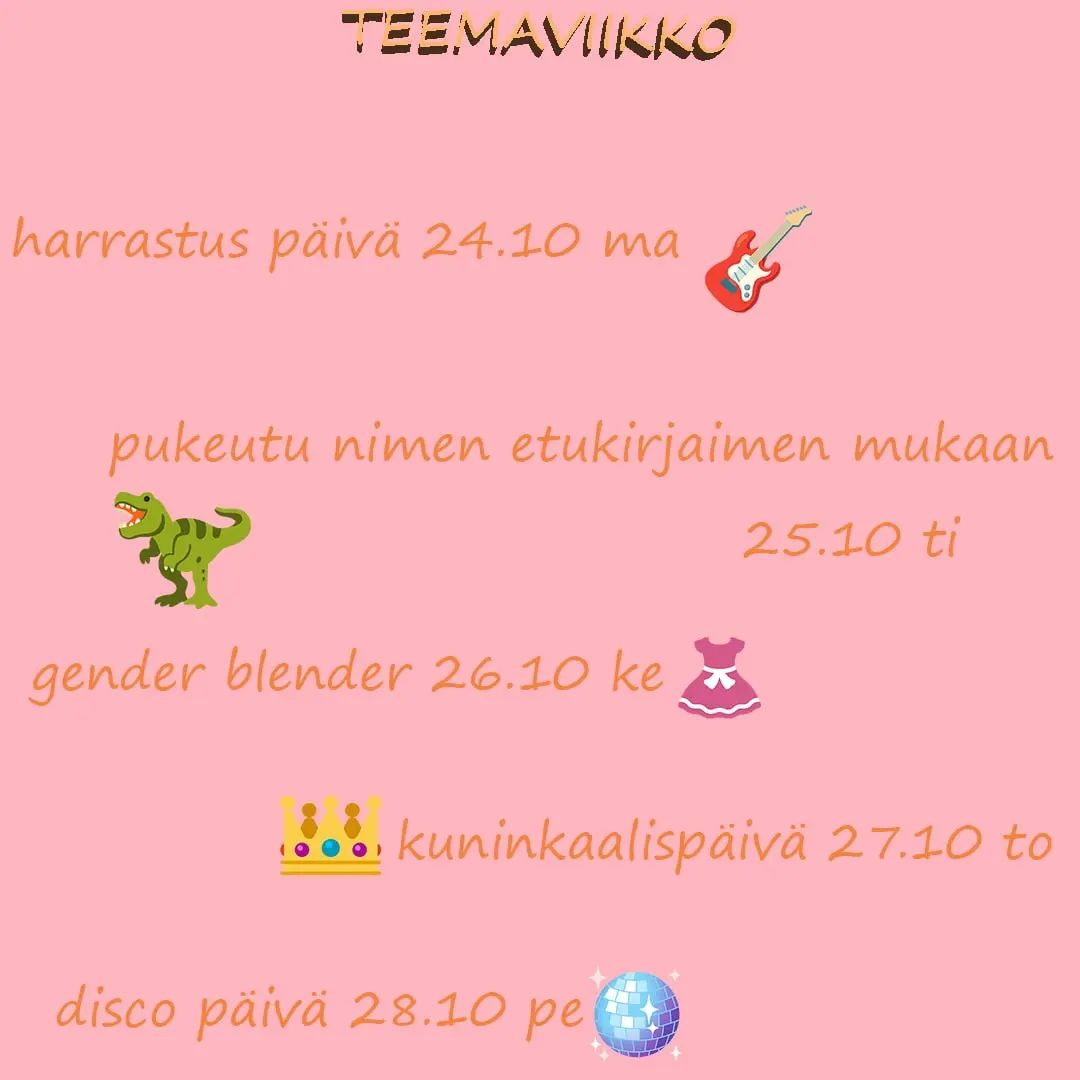 TEEMAVIIKKO
harrastus päivä 24.10 ma
pukeutu nimen etukirjaimen mukaan
25.10 ti
gender blender 26.10 ke
kuninkaalispäivä 27.10 to
disco päivä 28.10 pe